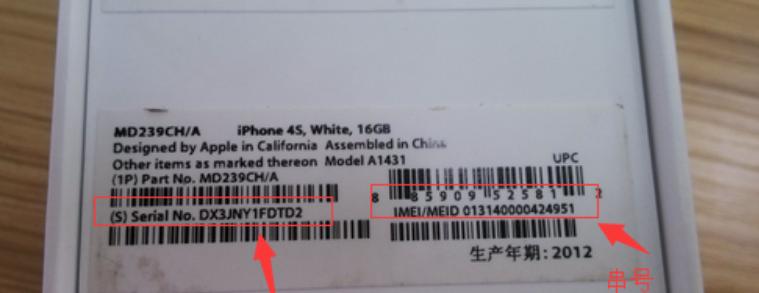 MD239CH/A iPhone 4S, White, 16GB
Designed by Apple in California Assembled in China
Other items as marked thereon Model A1431
(1P) Part No. MD239CH/A
UPC
8 85909 52581 2
(S) Serial No. DX3JNY1FDTD2
IMEI/MEID 013140000424951
生产年期: 2012
串号